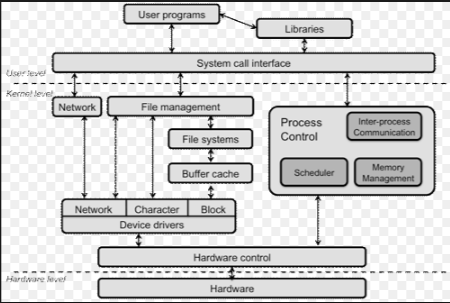 User programs
Libraries
System call interface
User level
Kernel level
Network
File management
Process
Control
Inter-process
Communication
File systems
Buffer cache
Scheduler
Memory
Management
Network
Character
Block
Device drivers
Hardware control
Hardware level
Hardware